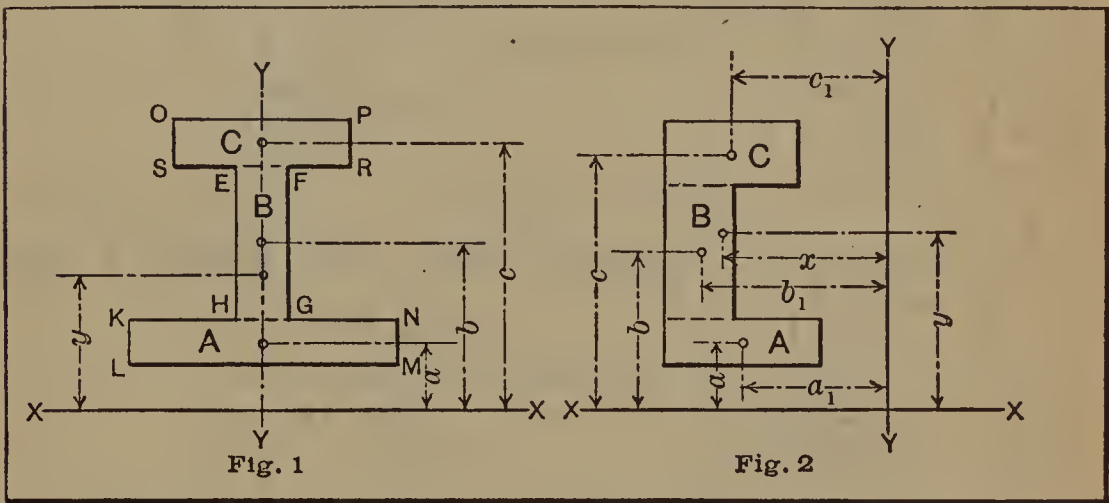 Y
O P
C
S E F R
B
H G
K N
A
L M
y
a
b
c
X X
Y
Fig. 1
Y
c₁
C
B
x
b₁
A
a₁
c
b
a
y
X X
Y
Fig. 2